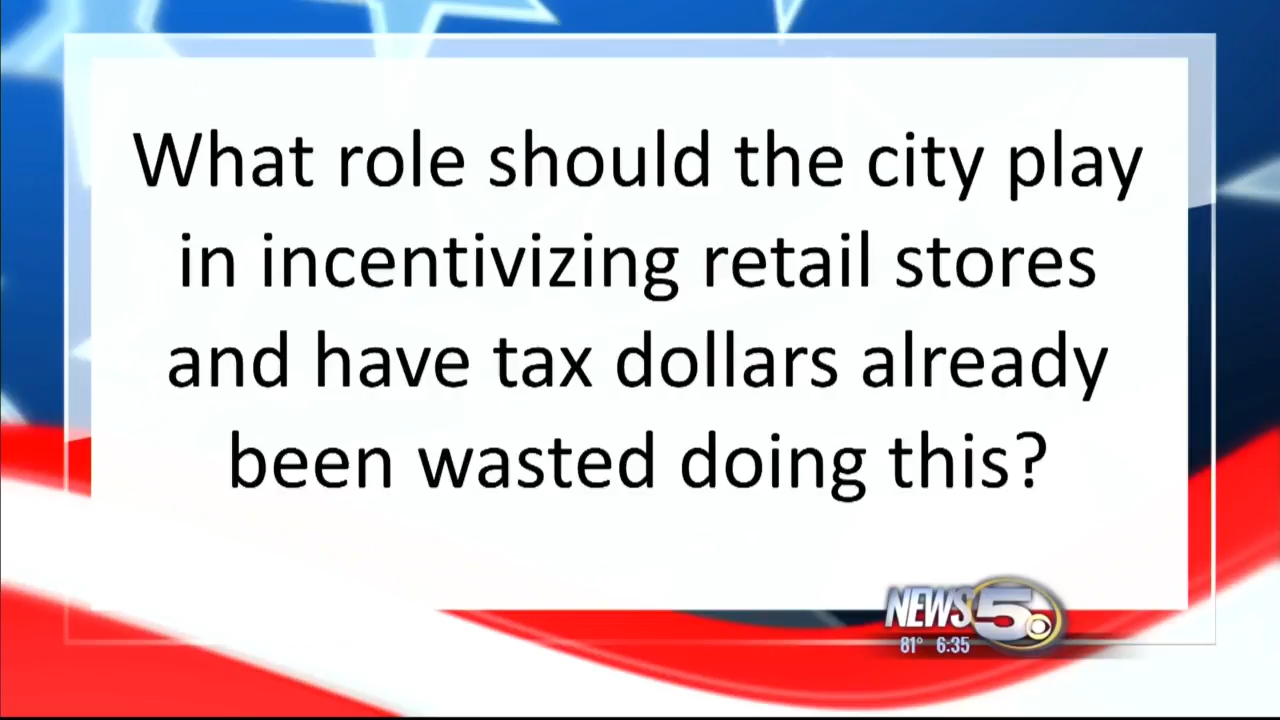 What role should the city play
in incentivizing retail stores
and have tax dollars already
been wasted doing this?
NEWS 5
81° 6:35